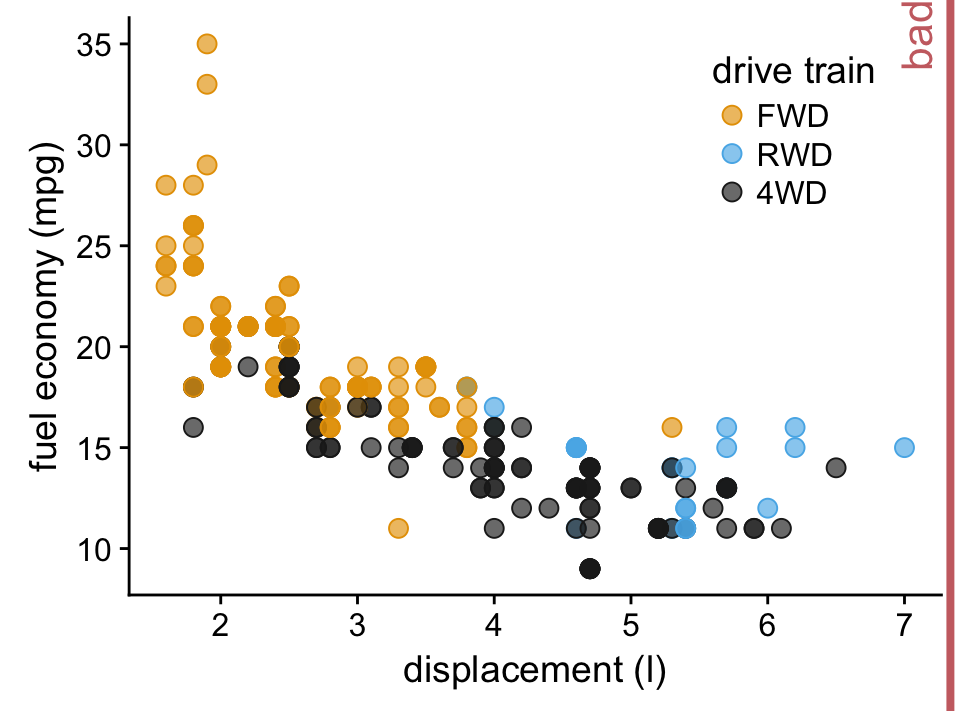 bad
drive train
FWD
RWD
4WD
fuel economy (mpg)
35
30
25
20
15
10
2 3 4 5 6 7
displacement (l)